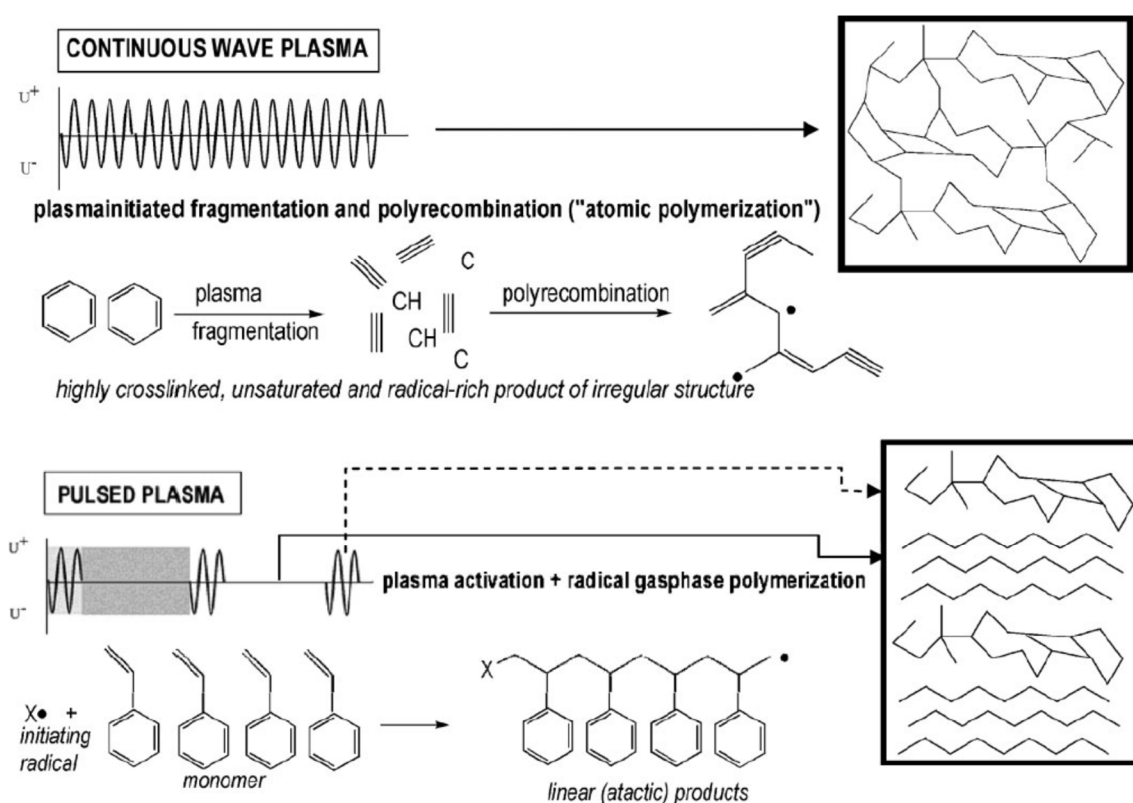 CONTINUOUS WAVE PLASMA
U+
U-
plasmainitiated fragmentation and polyrecombination ("atomic polymerization")
plasma
fragmentation
CH
CH
C
C
polyrecombination
highly crosslinked, unsaturated and radical-rich product of irregular structure
PULSED PLASMA
U+
U-
plasma activation + radical gasphase polymerization
X• +
initiating
radical
monomer
X
linear (atactic) products